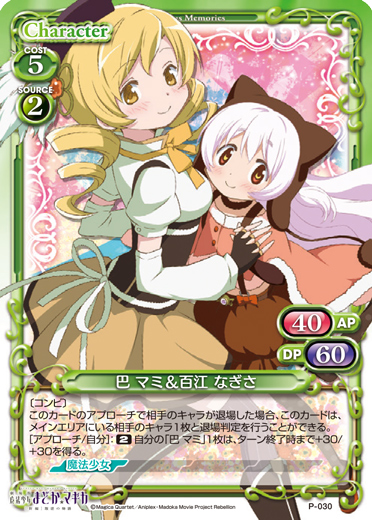 Character
COST
5
SOURCE
2
40 AP
DP 60
巴 マミ&百江 なぎさ
〔コンビ〕
このカードのアプローチで相手のキャラが退場した場合、このカードは、
メインエリアにいる相手のキャラ1枚と退場判定を行うことができる。
[アプローチ/自分]:2 自分の「巴 マミ」1枚は、ターン終了時まで+30/
+30を得る。
魔法少女
まどか☆マギカ
©Magica Quartet / Aniplex・Madoka Movie Project Rebellion
P-030